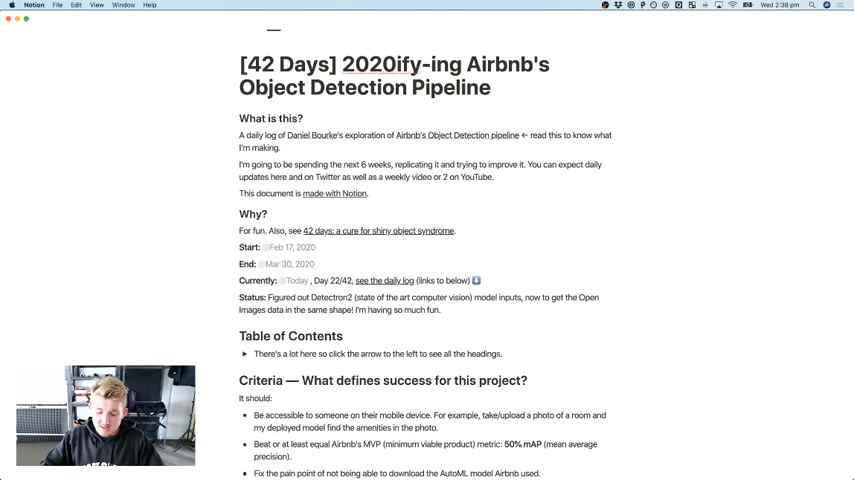 Notion File Edit View Window Help
Wed 2:38 pm
[42 Days] 2020ify-ing Airbnb's
Object Detection Pipeline
What is this?
A daily log of Daniel Bourke's exploration of Airbnb's Object Detection pipeline ← read this to know what
I'm making.
I'm going to be spending the next 6 weeks, replicating it and trying to improve it. You can expect daily
updates here and on Twitter as well as a weekly video or 2 on YouTube.
This document is made with Notion.
Why?
For fun. Also, see 42 days: a cure for shiny object syndrome.
Start: @Feb 17, 2020
End: @Mar 30, 2020
Currently: @Today , Day 22/42, see the daily log (links to below) ⬇️
Status: Figured out Detectron2 (state of the art computer vision) model inputs, now to get the Open
Images data in the same shape! I'm having so much fun.
Table of Contents
There's a lot here so click the arrow to the left to see all the headings.
Criteria — What defines success for this project?
It should:
• Be accessible to someone on their mobile device. For example, take/upload a photo of a room and
my deployed model find the amenities in the photo.
• Beat or at least equal Airbnb's MVP (minimum viable product) metric: 50% mAP (mean average
precision).
• Fix the pain point of not being able to download the AutoML model Airbnb used.